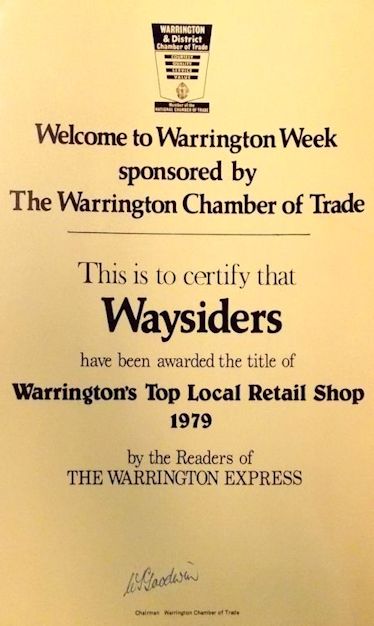 WARRINGTON
& District
Chamber of Trade
COURTESY
QUALITY
SERVICE
VALUE
Member of the
NATIONAL CHAMBER OF TRADE
Welcome to Warrington Week
sponsored by
The Warrington Chamber of Trade
This is to certify that
Waysiders
have been awarded the title of
Warrington's Top Local Retail Shop
1979
by the Readers of
THE WARRINGTON EXPRESS
Goodwin
Chairman Warrington Chamber of Trade